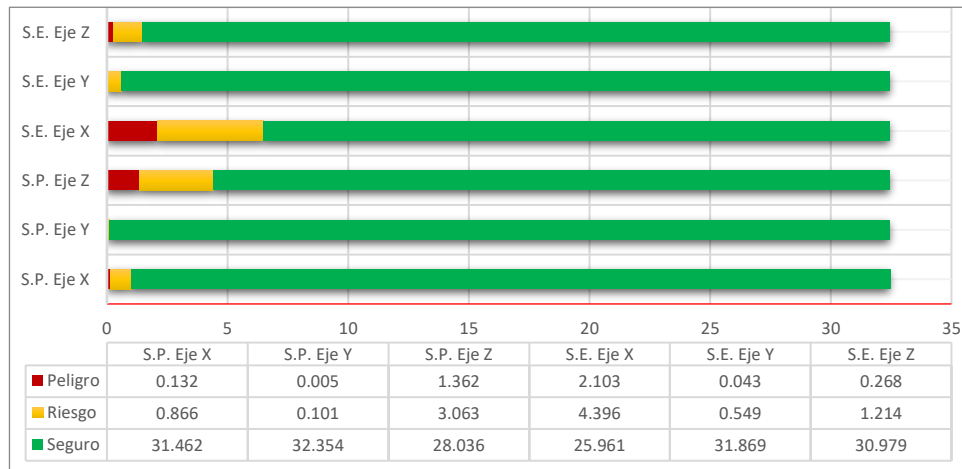 S.E. Eje Z
S.E. Eje Y
S.E. Eje X
S.P. Eje Z
S.P. Eje Y
S.P. Eje X
0 5 10 15 20 25 30 35
S.P. Eje X S.P. Eje Y S.P. Eje Z S.E. Eje X S.E. Eje Y S.E. Eje Z
Peligro 0.132 0.005 1.362 2.103 0.043 0.268
Riesgo 0.866 0.101 3.063 4.396 0.549 1.214
Seguro 31.462 32.354 28.036 25.961 31.869 30.979